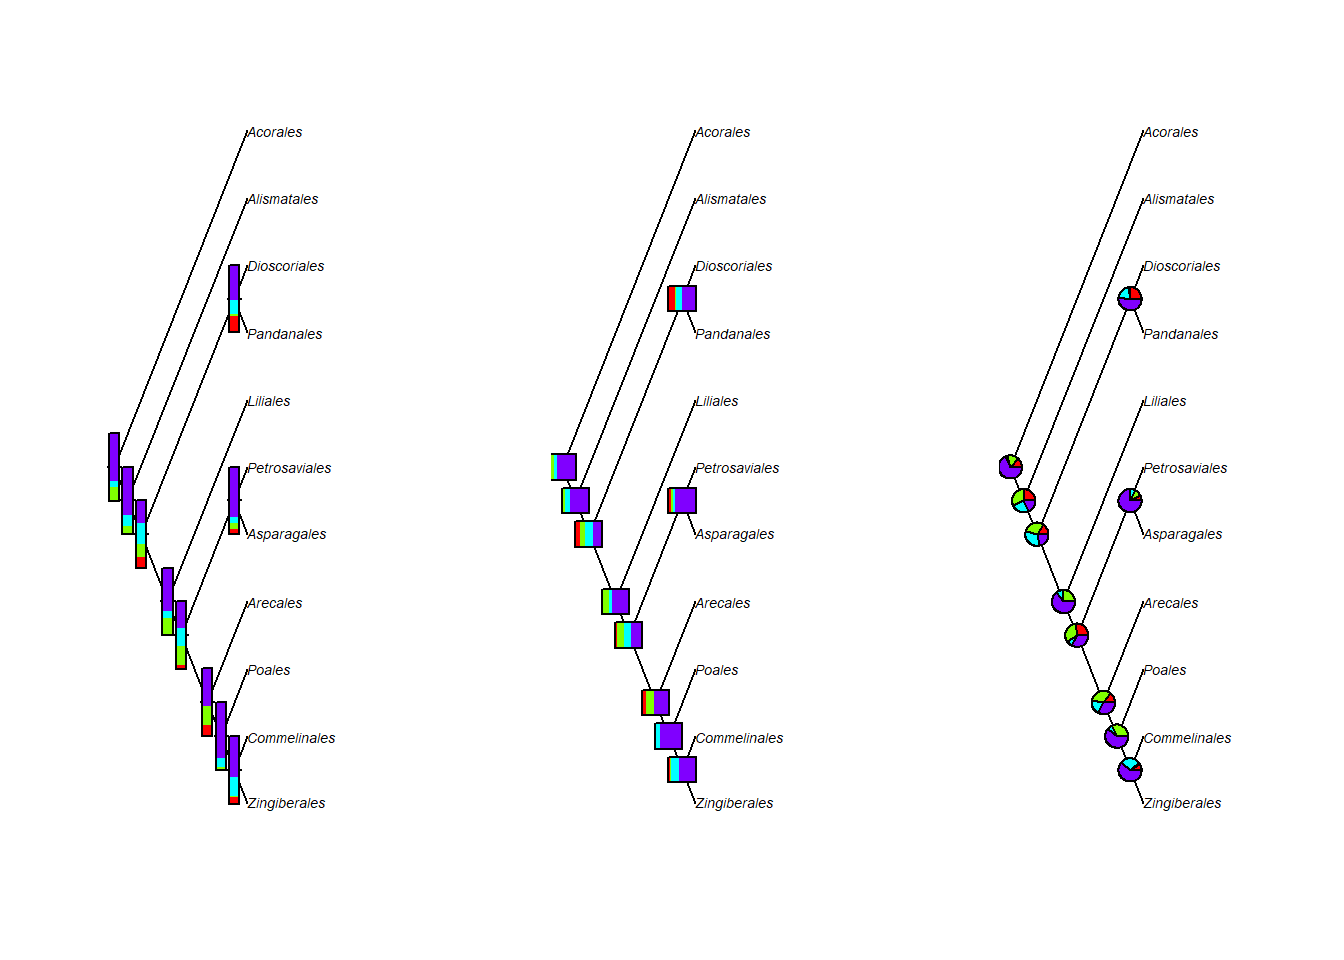 Acorales
Alismatales
Dioscoriales
Pandanales
Liliales
Petrosaviales
Asparagales
Arecales
Poales
Commelinales
Zingiberales
Acorales
Alismatales
Dioscoriales
Pandanales
Liliales
Petrosaviales
Asparagales
Arecales
Poales
Commelinales
Zingiberales
Acorales
Alismatales
Dioscoriales
Pandanales
Liliales
Petrosaviales
Asparagales
Arecales
Poales
Commelinales
Zingiberales